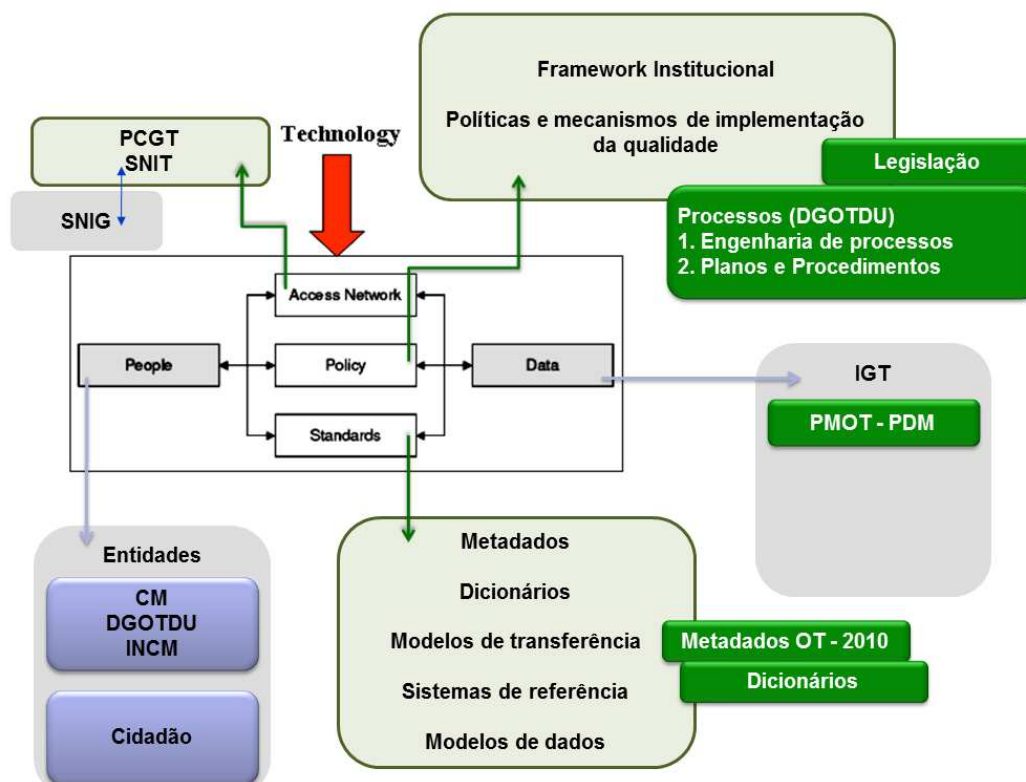 Framework Institucional
Políticas e mecanismos de implementação
da qualidade
Legislação
Processos (DGOTDU)
1. Engenharia de processos
2. Planos e Procedimentos
PCGT
SNIT
SNIG
Technology
Access Network
People
Policy
Data
Standards
IGT
PMOT - PDM
Entidades
CM
DGOTDU
INCM
Cidadão
Metadados
Dicionários
Modelos de transferência
Sistemas de referência
Modelos de dados
Metadados OT - 2010
Dicionários